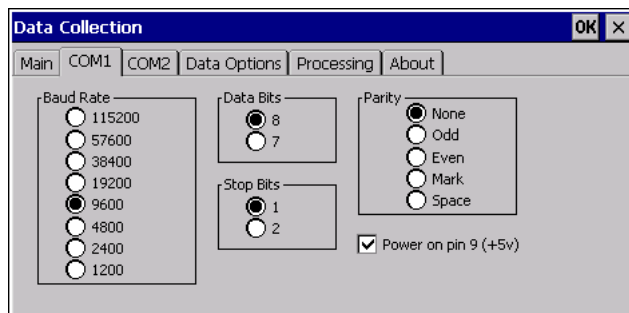 Data Collection OK ×
Main COM1 COM2 Data Options Processing About
Baud Rate
115200
57600
38400
19200
9600
4800
2400
1200
Data Bits
8
7
Stop Bits
1
2
Parity
None
Odd
Even
Mark
Space
Power on pin 9 (+5v)